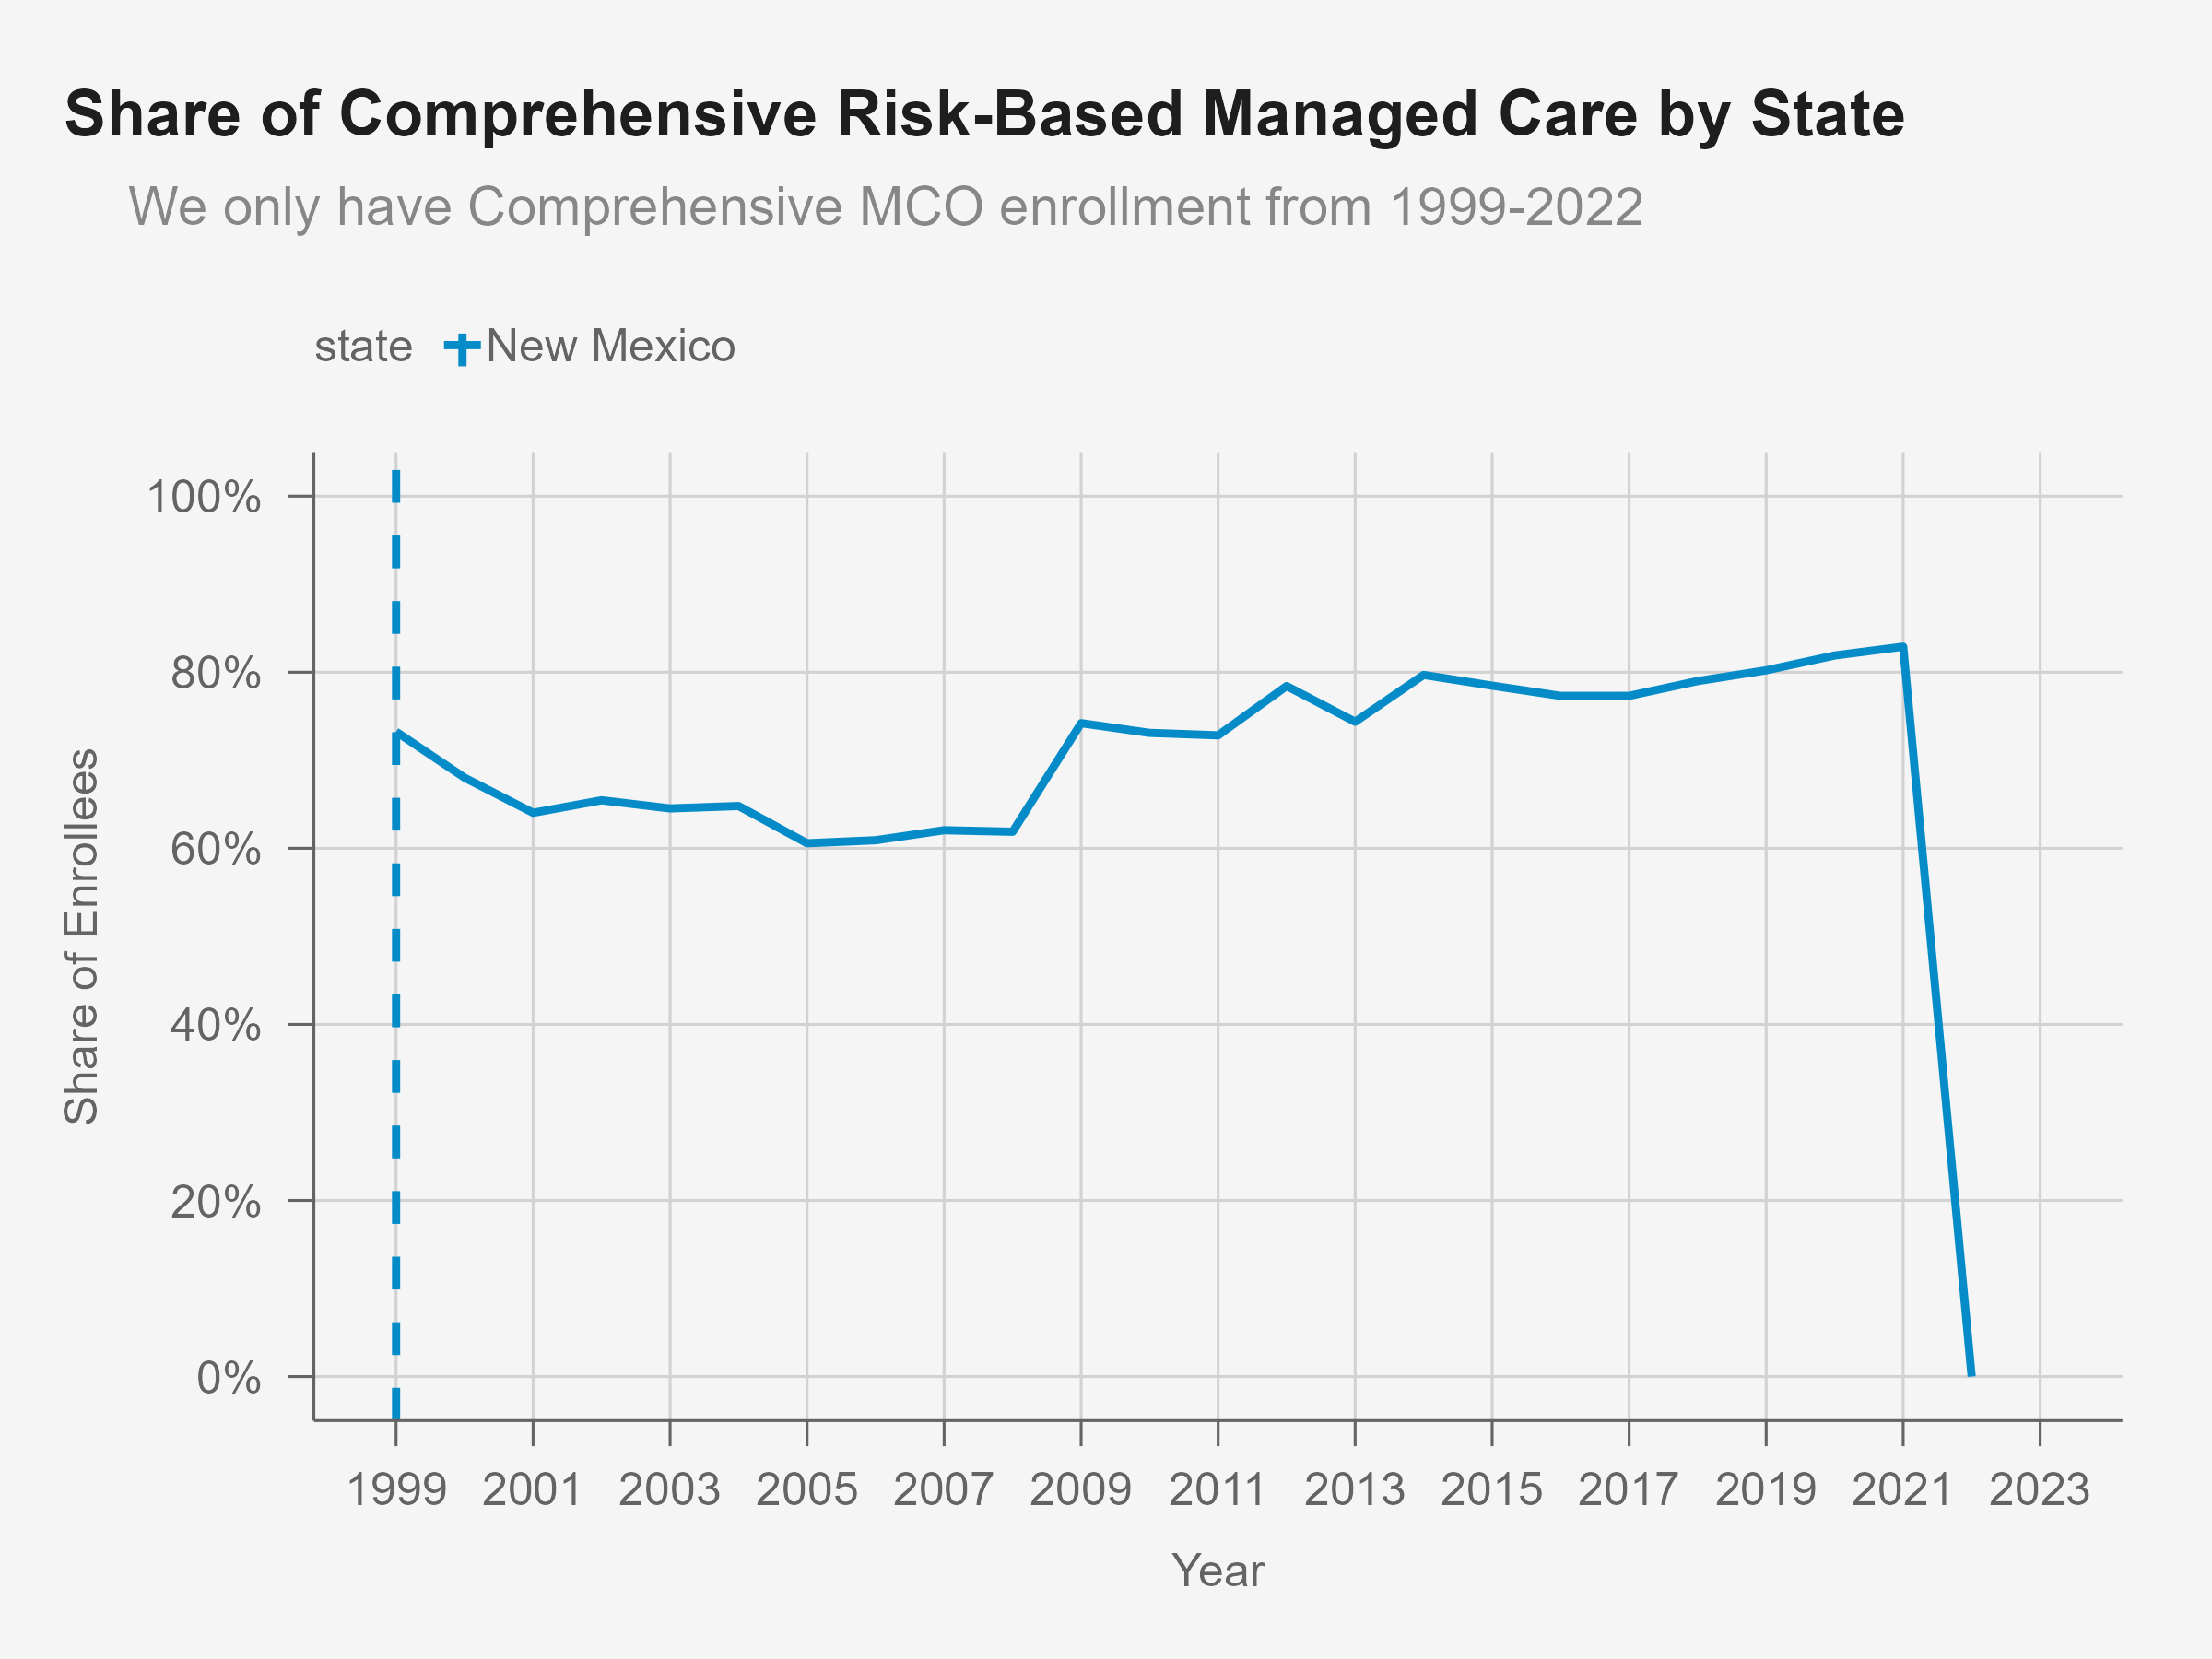 Share of Comprehensive Risk-Based Managed Care by State
We only have Comprehensive MCO enrollment from 1999-2022
state New Mexico
100%
80%
60%
40%
20%
0%
Share of Enrollees
1999 2001 2003 2005 2007 2009 2011 2013 2015 2017 2019 2021 2023
Year